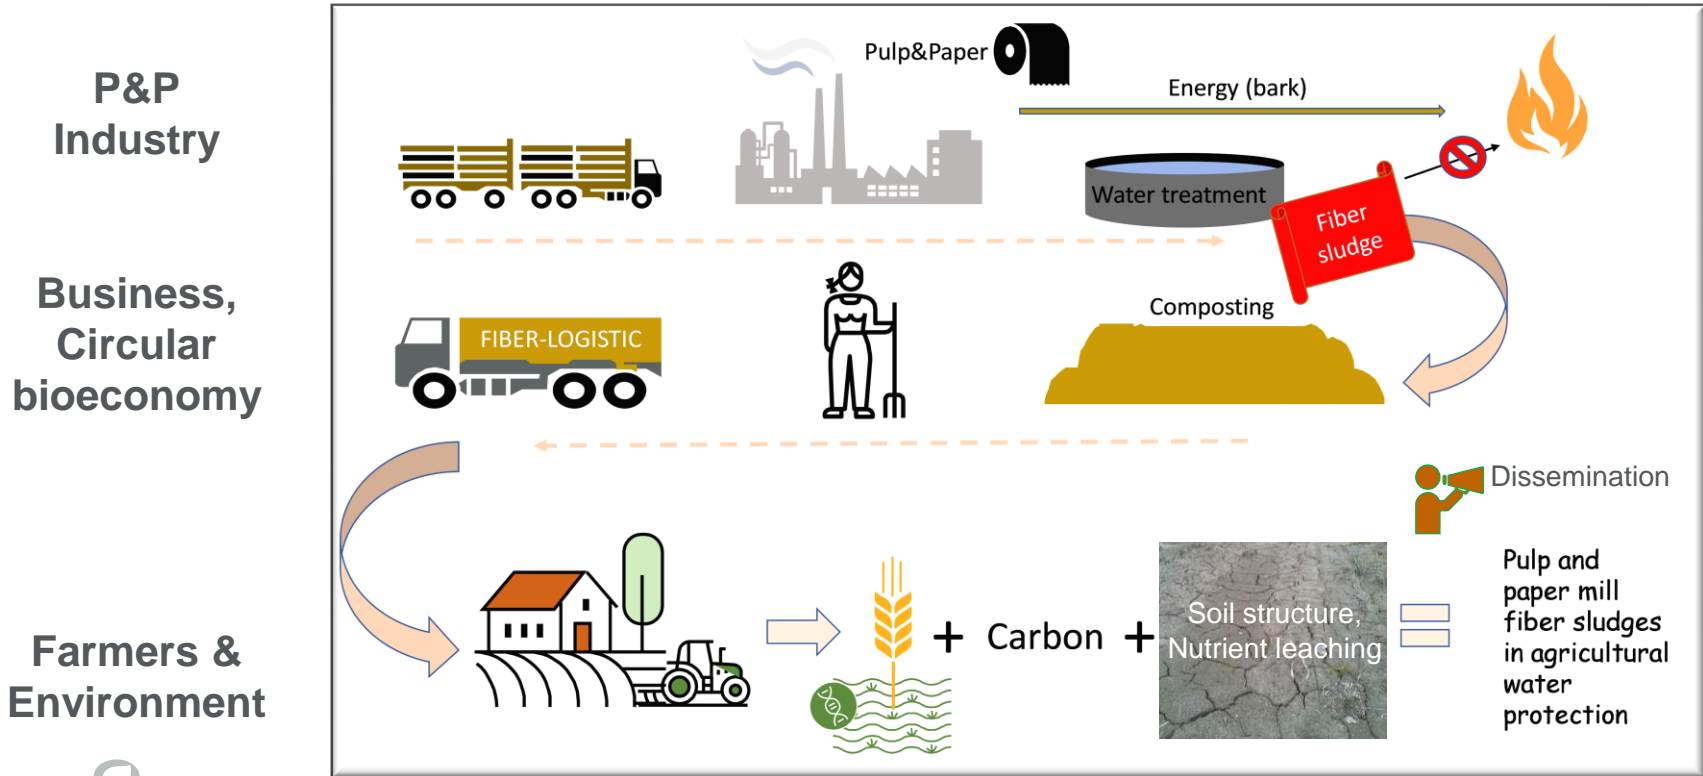 P&P
Industry
Pulp&Paper
Energy (bark)
Water treatment
Fiber
sludge
Business,
Circular
bioeconomy
FIBER-LOGISTIC
Composting
Dissemination
Farmers &
Environment
+ Carbon +
Soil structure,
Nutrient leaching
Pulp and
paper mill
fiber sludges
in agricultural
water
protection